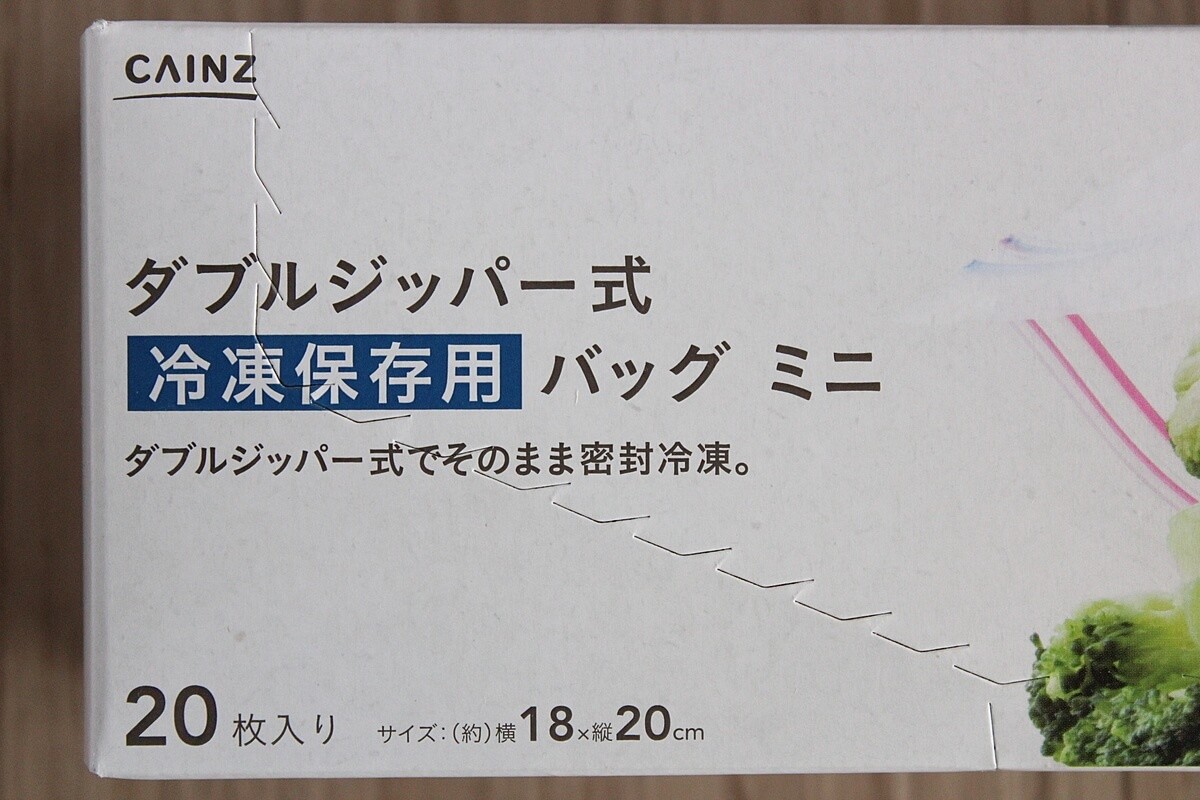 CAINZ
ダブルジッパー式
冷凍保存用 バッグ ミニ
ダブルジッパー式でそのまま密封冷凍。
20枚入り サイズ:(約)横18×縦20cm